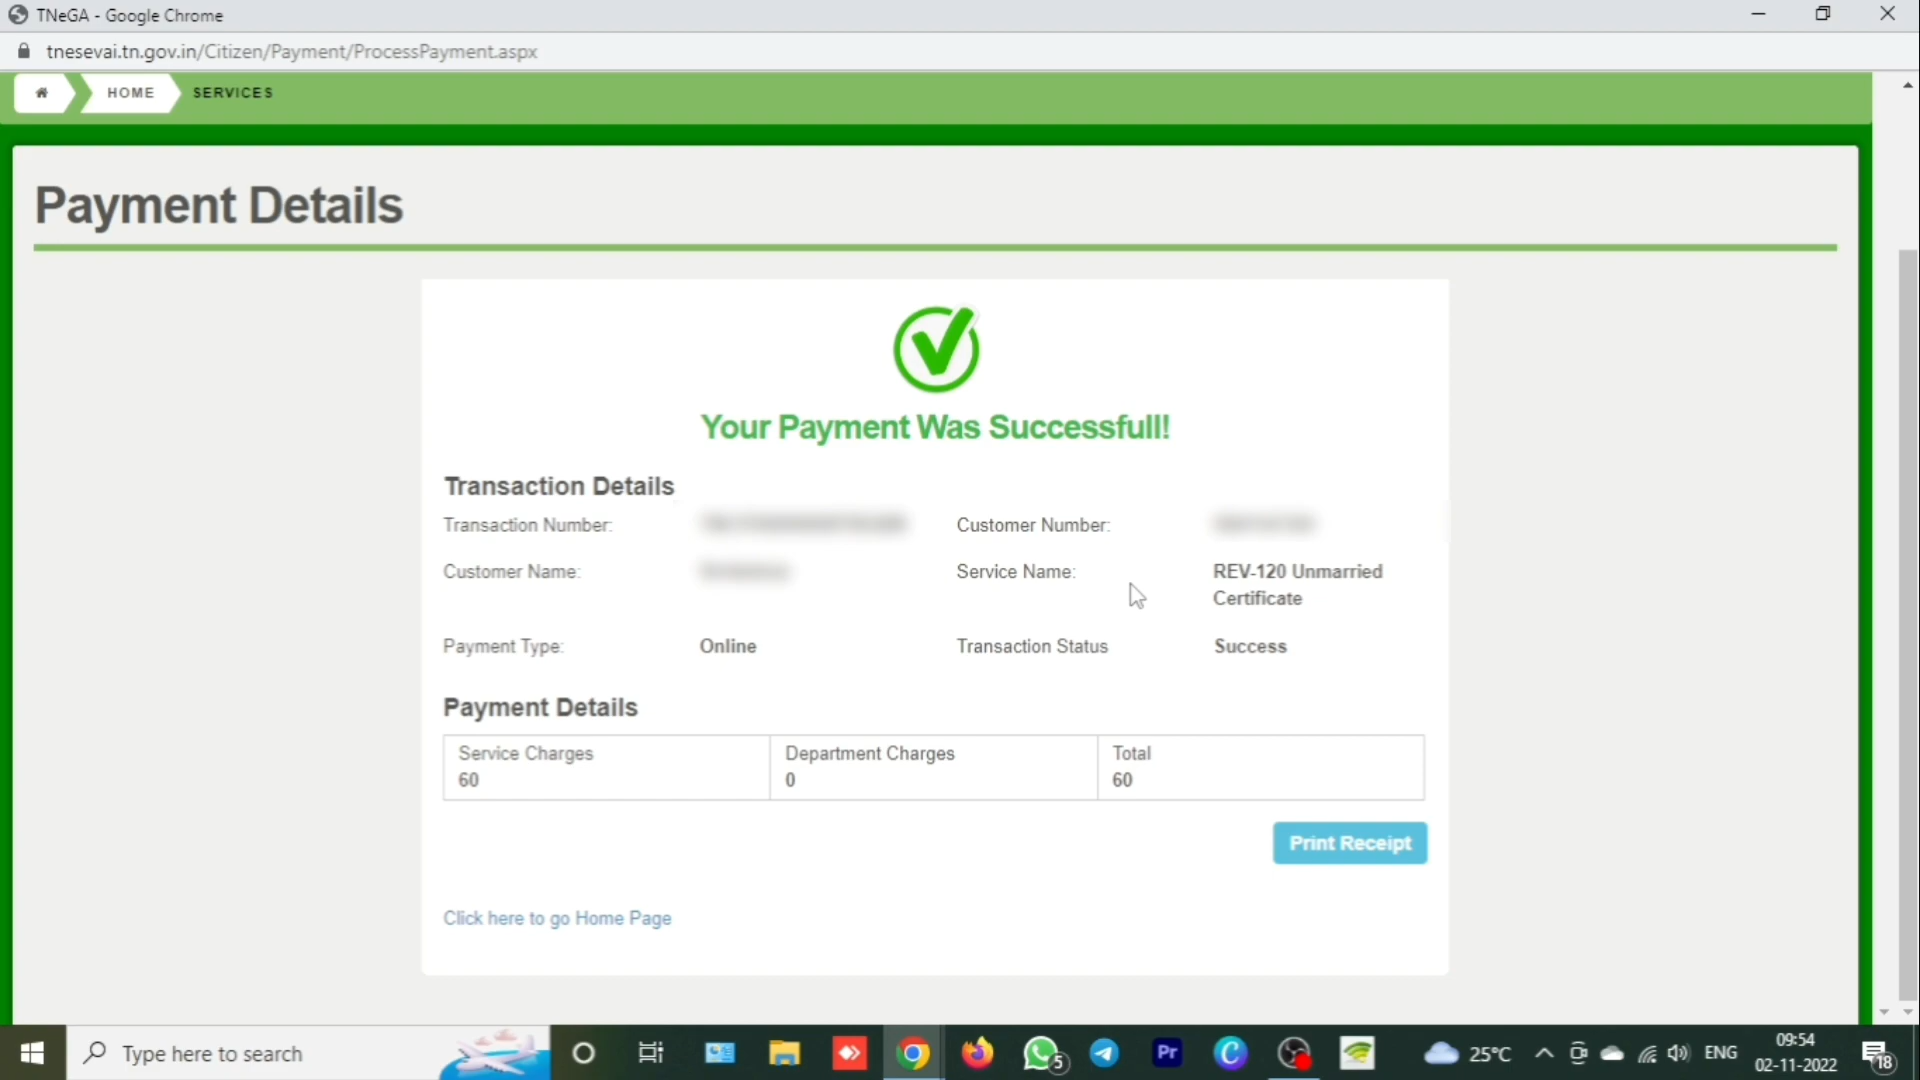 TNeGA - Google Chrome
tnesevai.tn.gov.in/Citizen/Payment/ProcessPayment.aspx
HOME SERVICES
Payment Details
Your Payment Was Successfull!
Transaction Details
Transaction Number: Customer Number:
Customer Name: Service Name: REV-120 Unmarried
Certificate
Payment Type: Online Transaction Status Success
Payment Details
Service Charges Department Charges Total
60 0 60
Print Receipt
Click here to go Home Page
Type here to search
5
Pr
C
25°C
ENG
09:54
02-11-2022
18